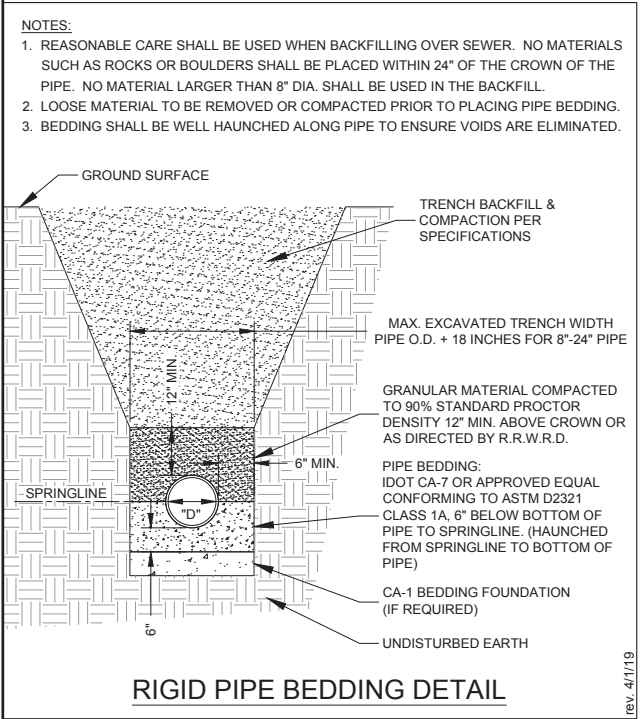 NOTES:
1. REASONABLE CARE SHALL BE USED WHEN BACKFILLING OVER SEWER. NO MATERIALS
SUCH AS ROCKS OR BOULDERS SHALL BE PLACED WITHIN 24" OF THE CROWN OF THE
PIPE. NO MATERIAL LARGER THAN 8" DIA. SHALL BE USED IN THE BACKFILL.
2. LOOSE MATERIAL TO BE REMOVED OR COMPACTED PRIOR TO PLACING PIPE BEDDING.
3. BEDDING SHALL BE WELL HAUNCHED ALONG PIPE TO ENSURE VOIDS ARE ELIMINATED.
GROUND SURFACE
TRENCH BACKFILL &
COMPACTION PER
SPECIFICATIONS
MAX. EXCAVATED TRENCH WIDTH
PIPE O.D. + 18 INCHES FOR 8"-24" PIPE
12" MIN
GRANULAR MATERIAL COMPACTED
TO 90% STANDARD PROCTOR
DENSITY 12" MIN. ABOVE CROWN OR
AS DIRECTED BY R.R.W.R.D.
6" MIN.
SPRINGLINE
"D"
PIPE BEDDING:
IDOT CA-7 OR APPROVED EQUAL
CONFORMING TO ASTM D2321
CLASS 1A, 6" BELOW BOTTOM OF
PIPE TO SPRINGLINE. (HAUNCHED
FROM SPRINGLINE TO BOTTOM OF
PIPE)
CA-1 BEDDING FOUNDATION
(IF REQUIRED)
6"
UNDISTURBED EARTH
RIGID PIPE BEDDING DETAIL
rev. 4/1/19